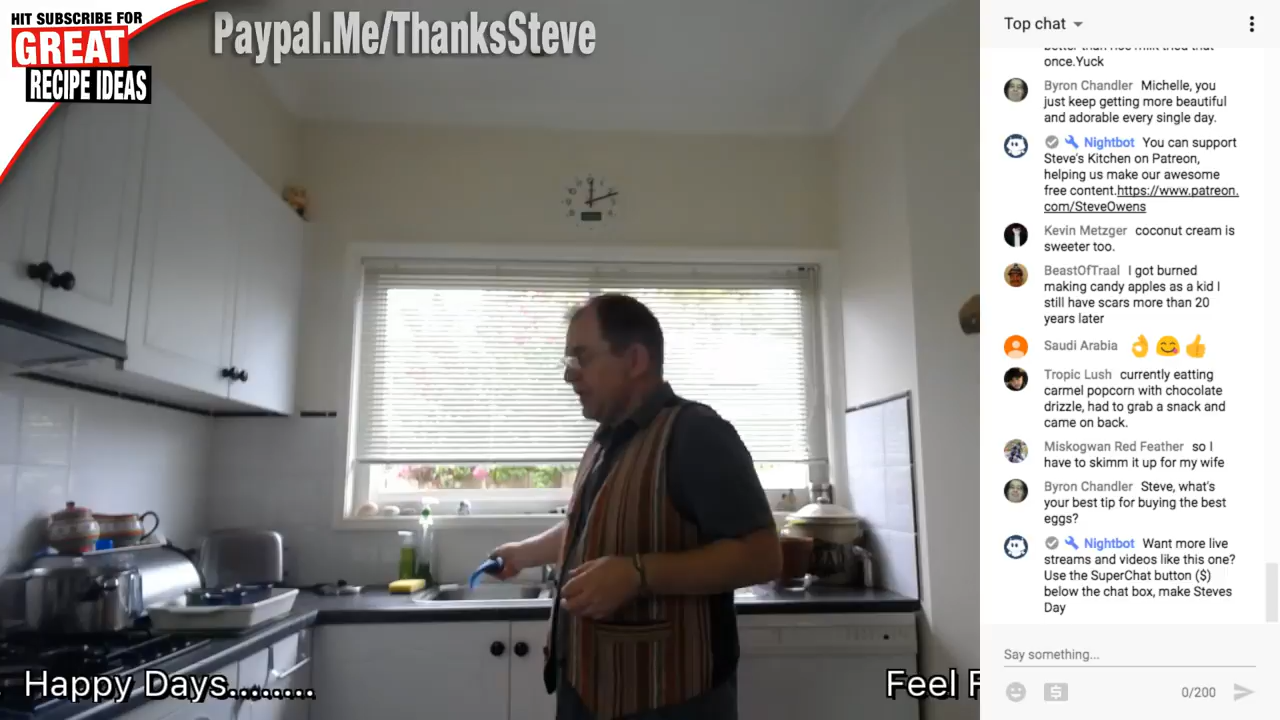 HIT SUBSCRIBE FOR
GREAT
RECIPE IDEAS
Paypal.Me/ThanksSteve
Happy Days........
Feel
Top chat
once.Yuck
Byron Chandler Michelle, you
just keep getting more beautiful
and adorable every single day.
Nightbot You can support
Steve's Kitchen on Patreon,
helping us make our awesome
free content.https://www.patreon.
com/SteveOwens
Kevin Metzger coconut cream is
sweeter too.
BeastOfTraal I got burned
making candy apples as a kid I
still have scars more than 20
years later
Saudi Arabia 👌😋👍
Tropic Lush currently eatting
carmel popcorn with chocolate
drizzle, had to grab a snack and
came on back.
Miskogwan Red Feather so I
have to skimm it up for my wife
Byron Chandler Steve, what's
your best tip for buying the best
eggs?
Nightbot Want more live
streams and videos like this one?
Use the SuperChat button ($)
below the chat box, make Steves
Day
Say something...
0/200